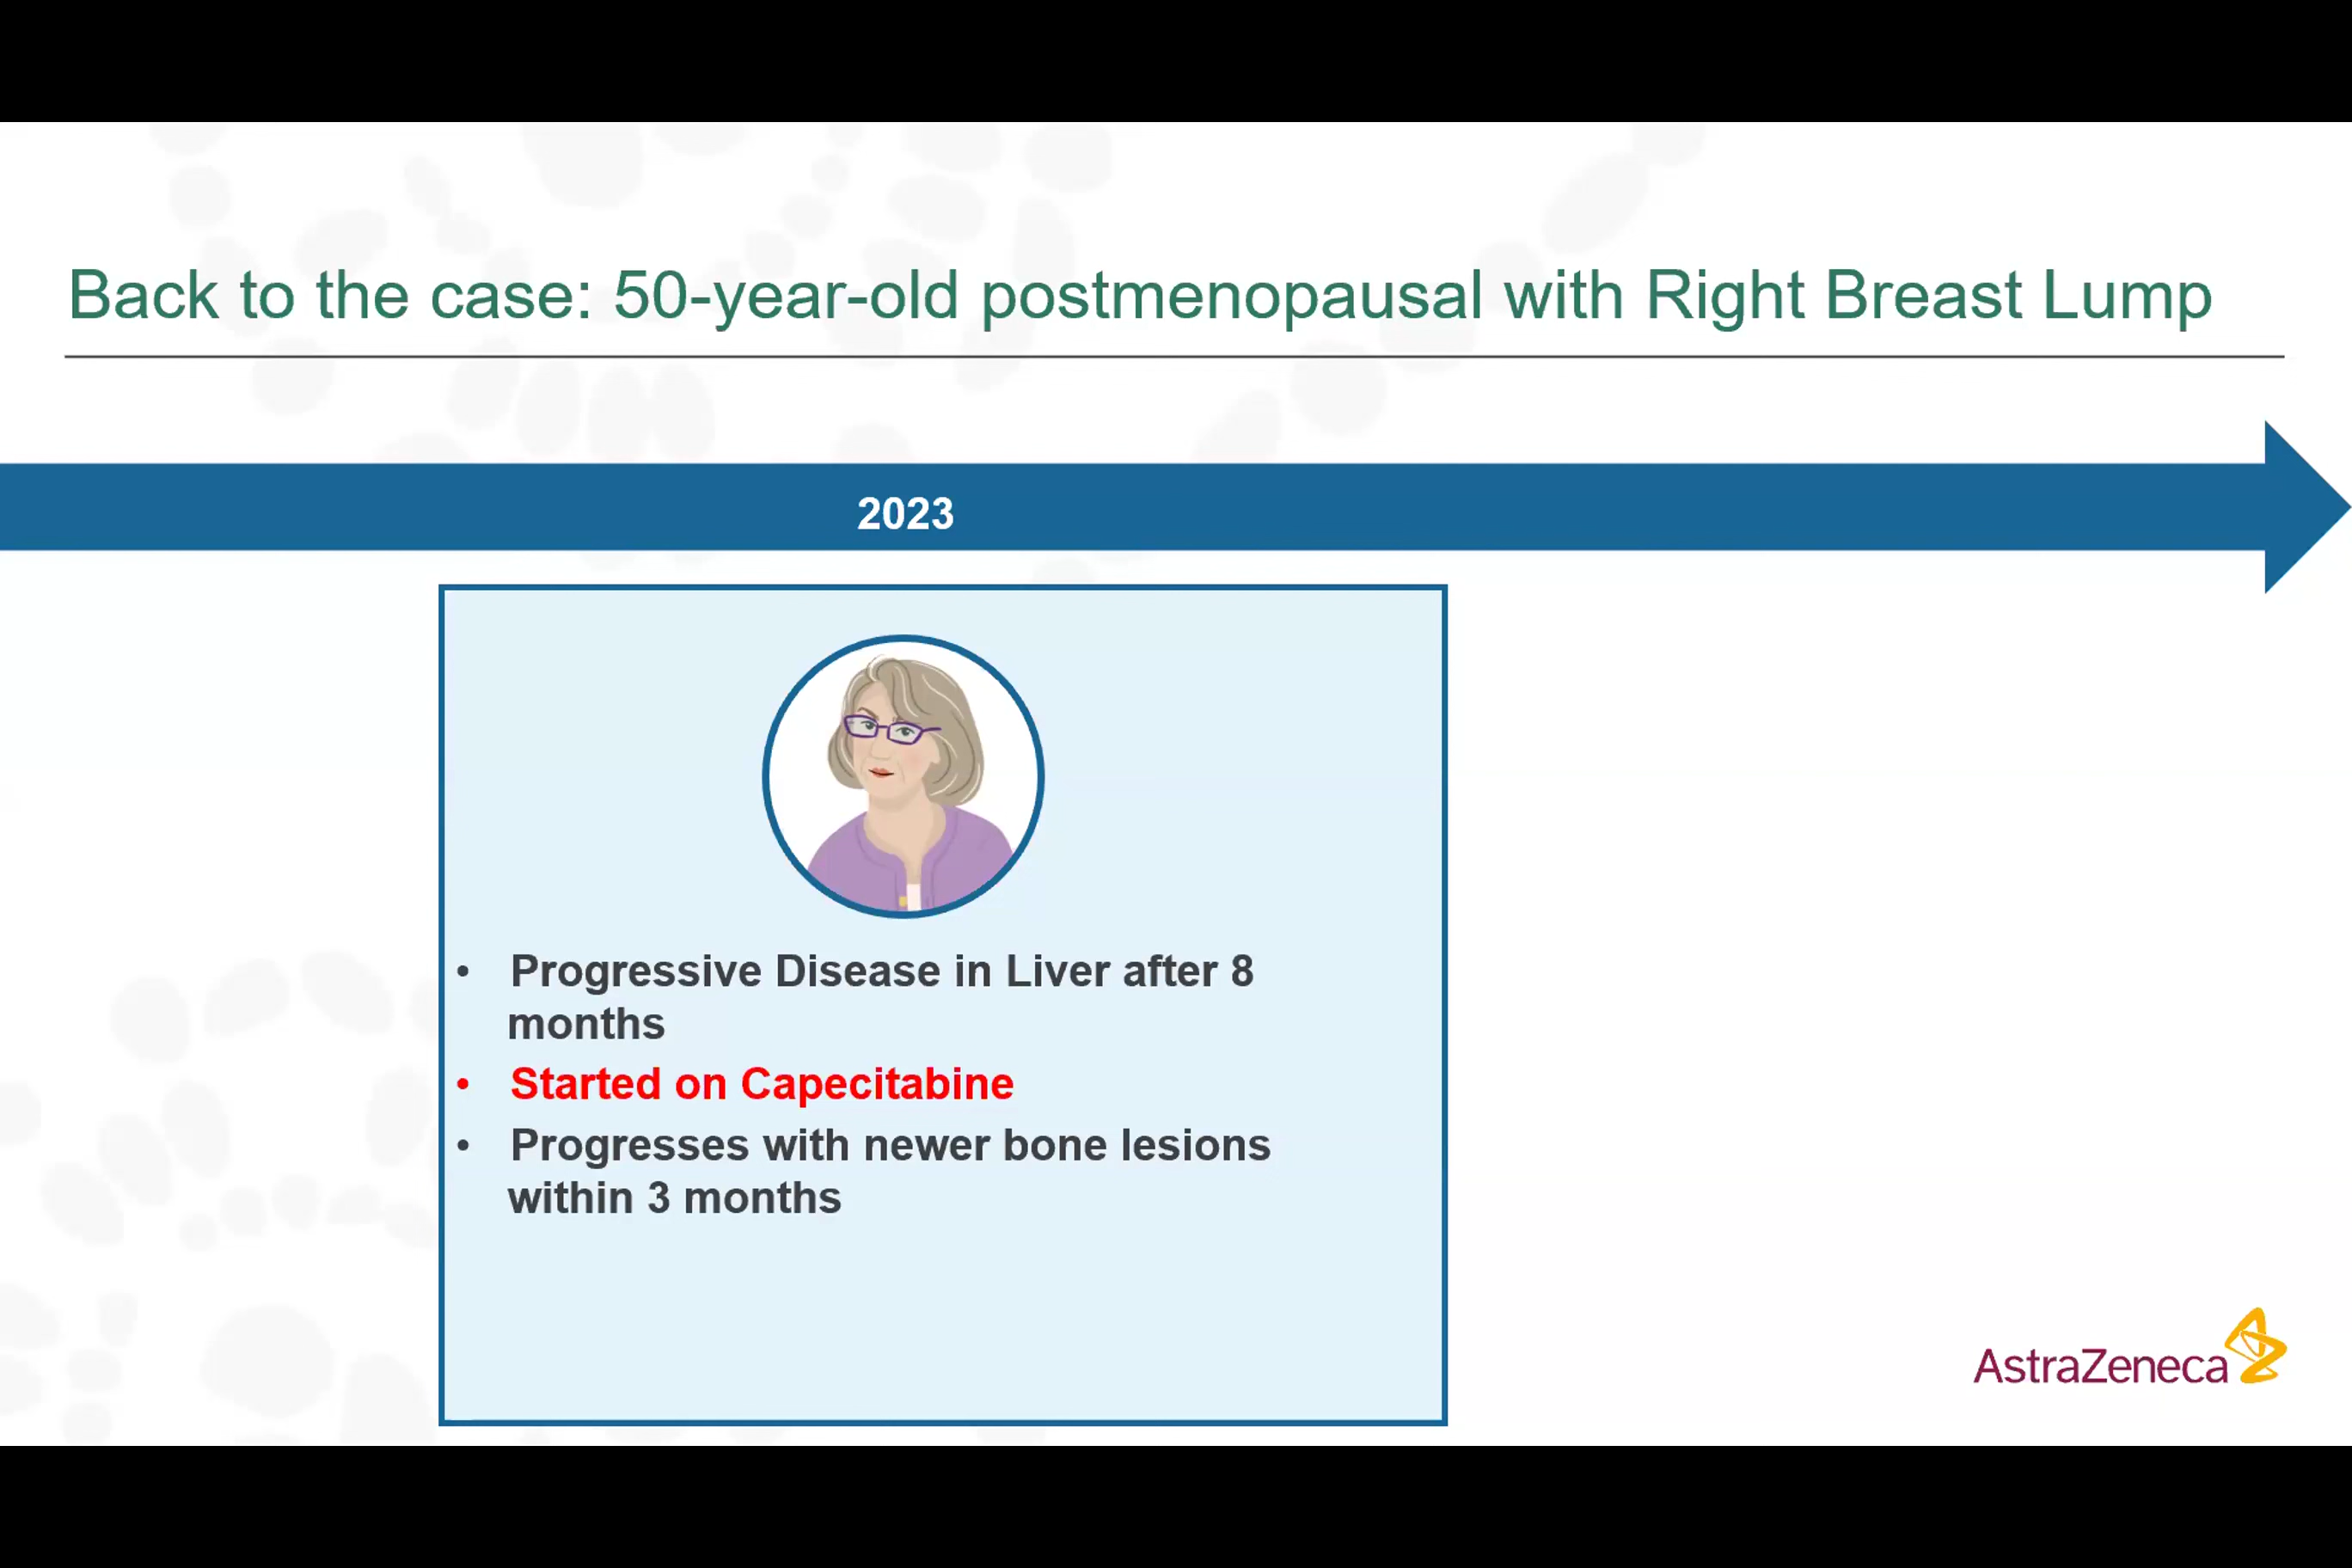 Back to the case: 50-year-old postmenopausal with Right Breast Lump
2023
• Progressive Disease in Liver after 8
months
• Started on Capecitabine
• Progresses with newer bone lesions
within 3 months
AstraZeneca